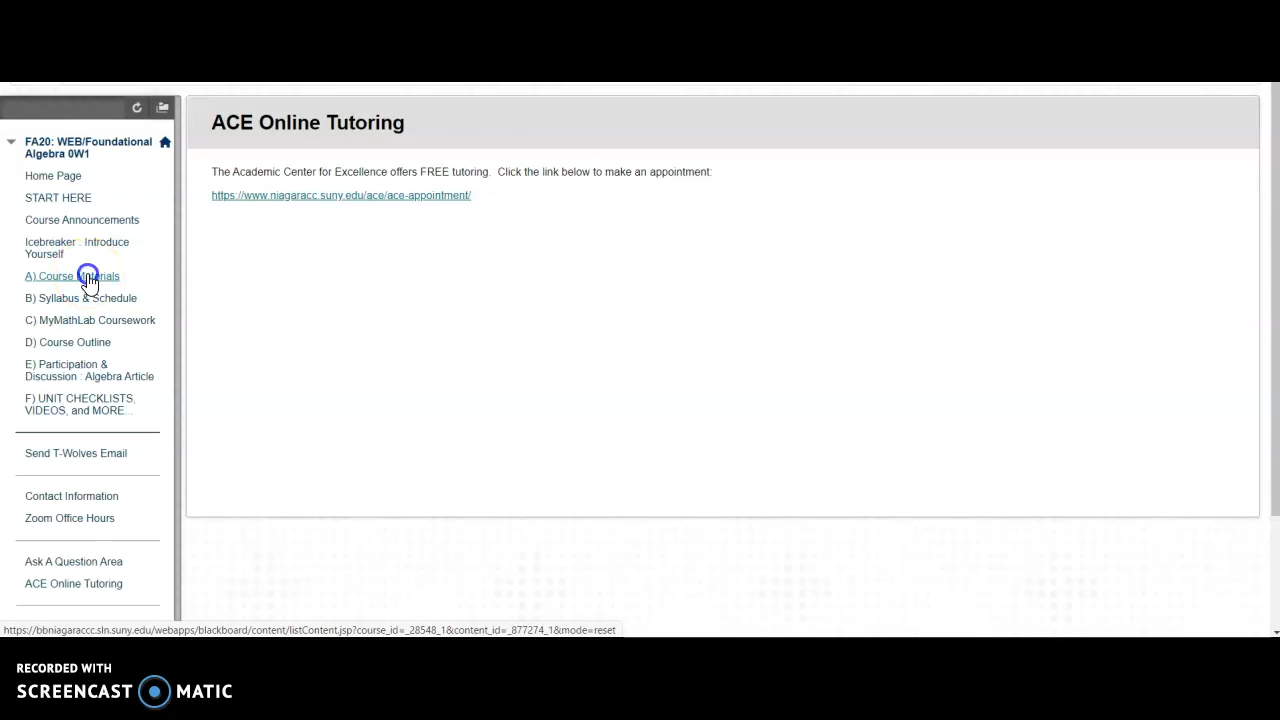 FA20: WEB/Foundational
Algebra 0W1
Home Page
START HERE
Course Announcements
Icebreaker : Introduce
Yourself
A) Course Materials
B) Syllabus & Schedule
C) MyMathLab Coursework
D) Course Outline
E) Participation &
Discussion : Algebra Article
F) UNIT CHECKLISTS,
VIDEOS, and MORE...
Send T-Wolves Email
Contact Information
Zoom Office Hours
Ask A Question Area
ACE Online Tutoring
ACE Online Tutoring
The Academic Center for Excellence offers FREE tutoring. Click the link below to make an appointment:
https://www.niagaracc.suny.edu/ace/ace-appointment/
https://bbniagaraccc.sln.suny.edu/webapps/blackboard/content/listContent.jsp?course_id=_28548_1&content_id=_877274_1&mode=reset
RECORDED WITH
SCREENCAST MATIC